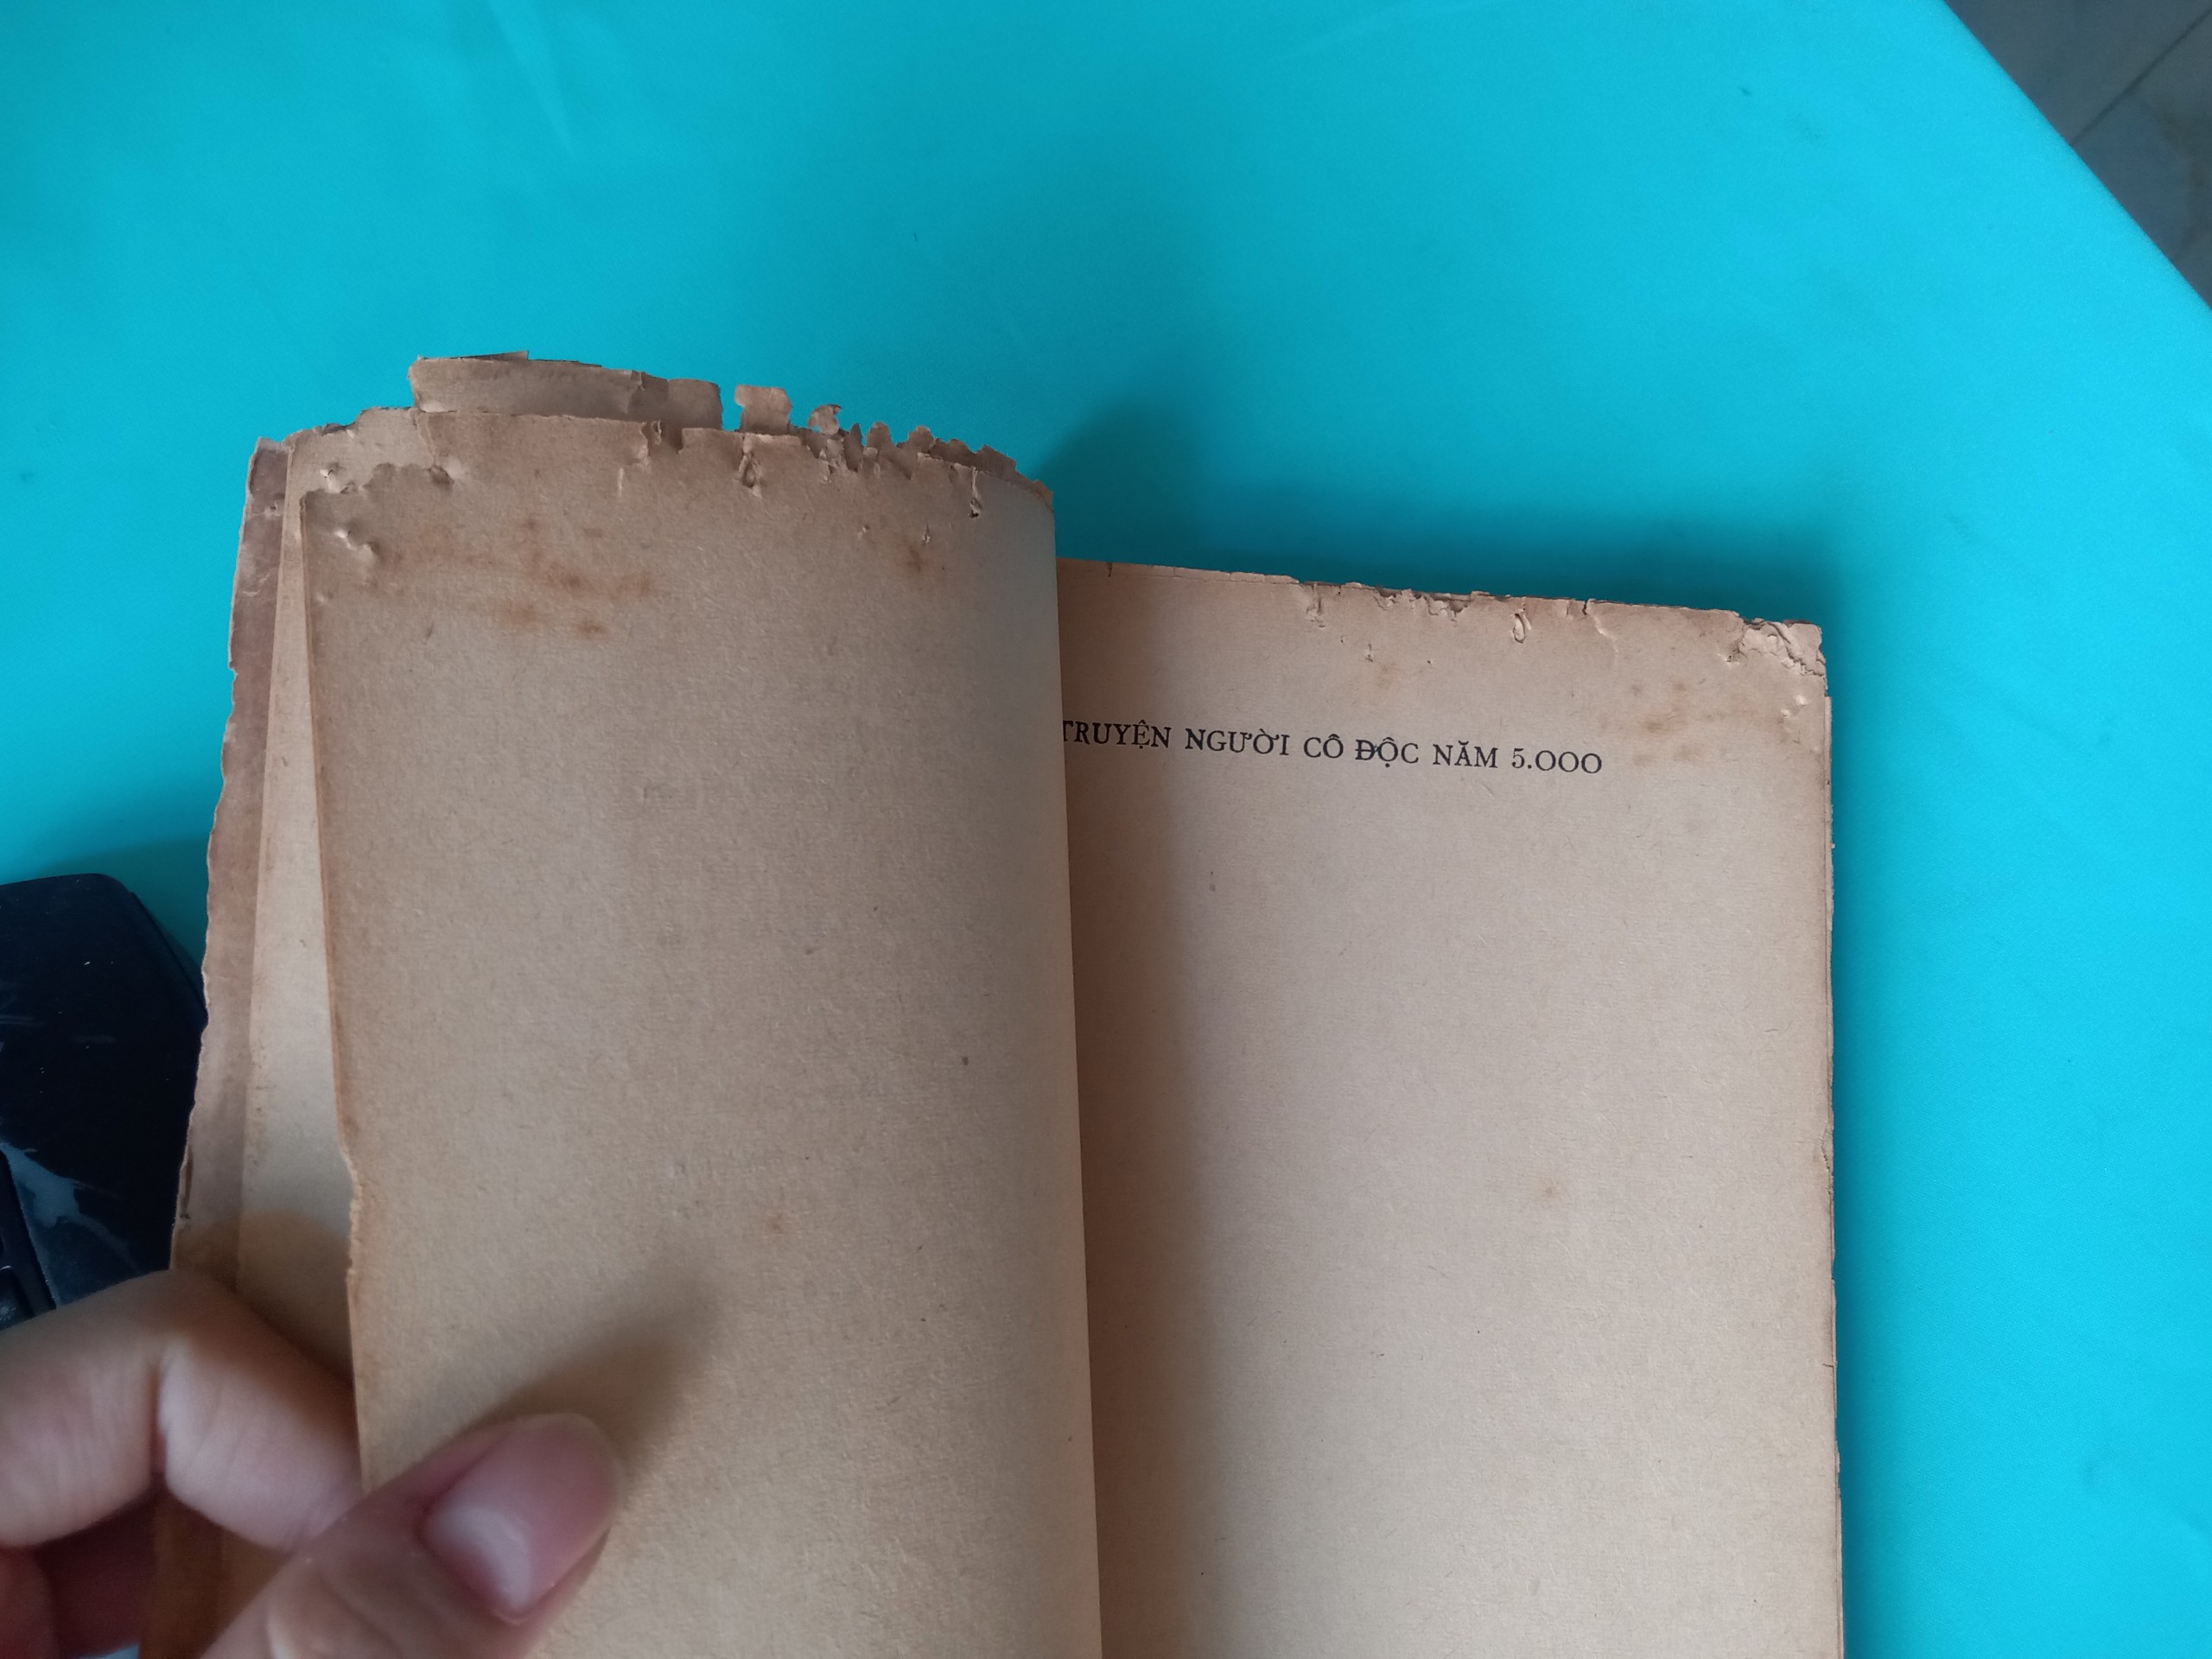 TRUYỆN NGƯỜI CÔ ĐỘC NĂM 5.000